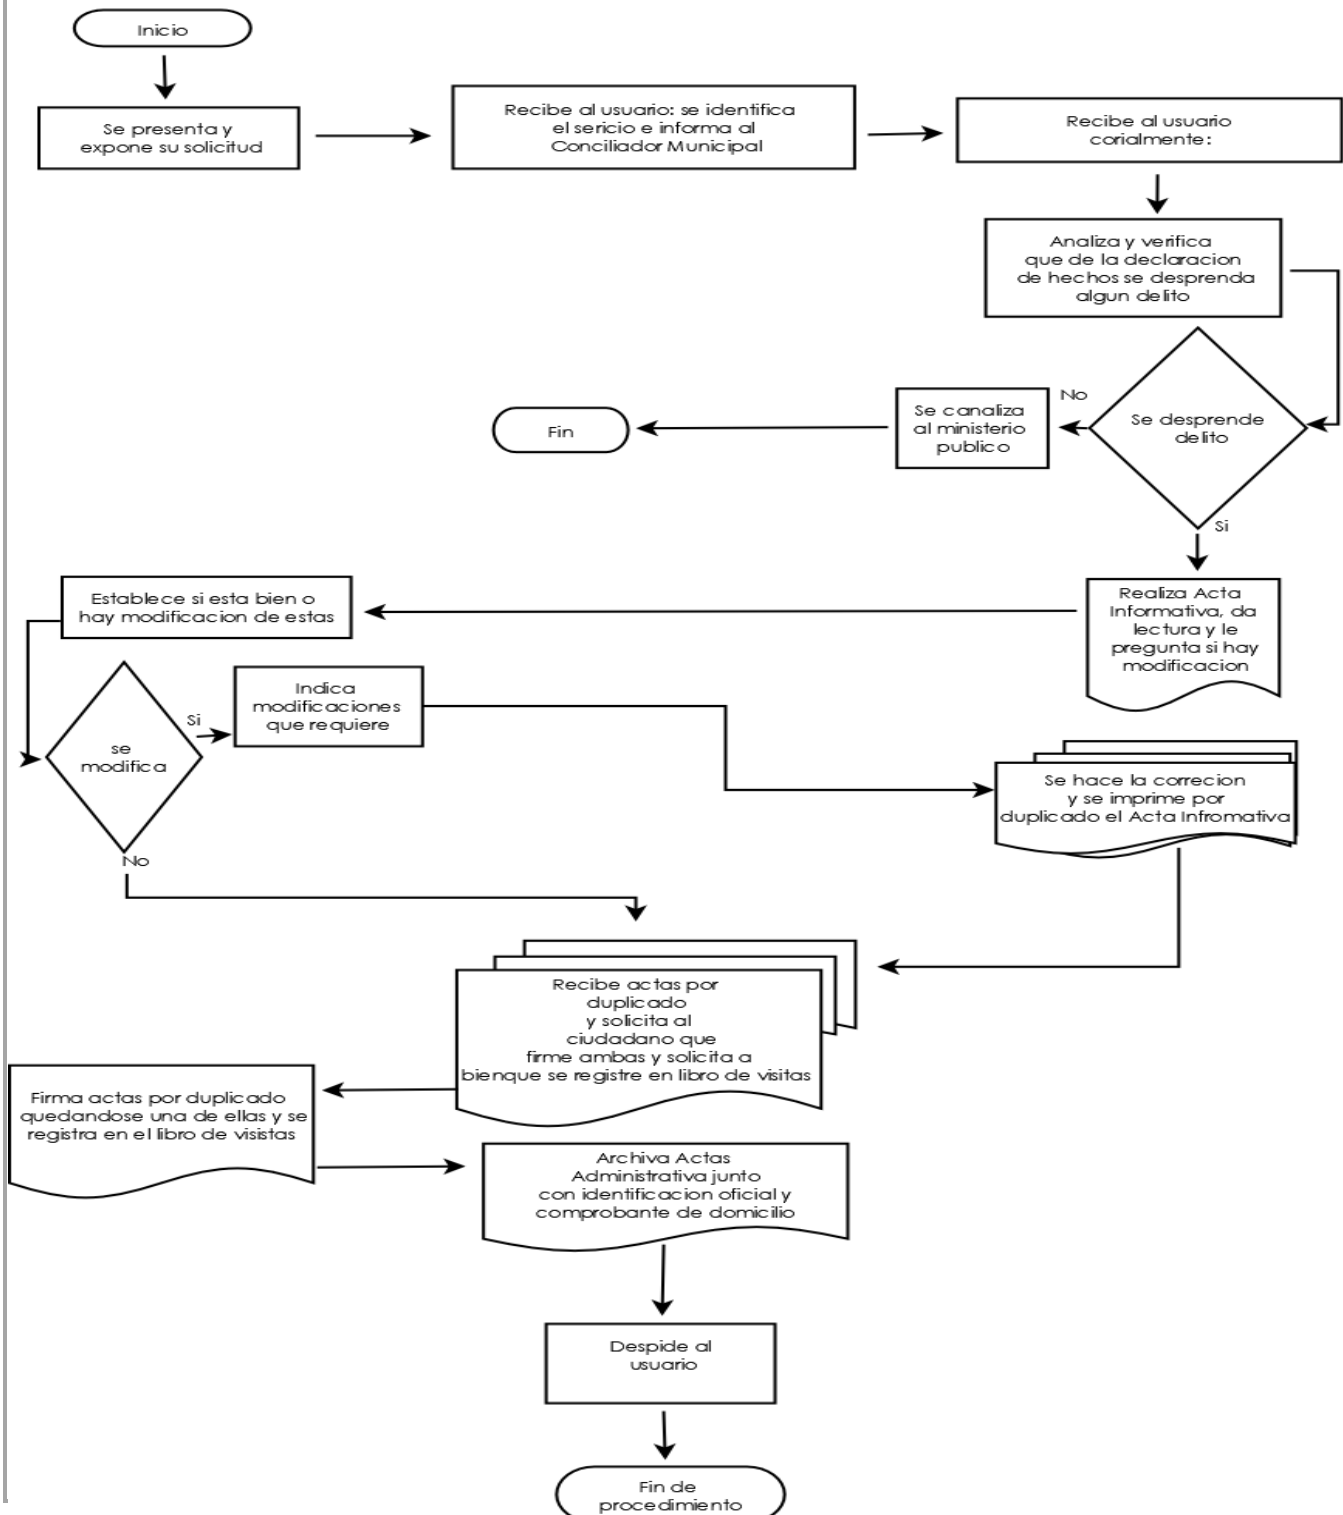 Inicio
Se presenta y
expone su solicitud
Recibe al usuario: se identifica
el sericio e informa al
Conciliador Municipal
Recibe al usuario
corialmente:
Analiza y verifica
que de la declaracion
de hechos se desprenda
algun delito
Se desprende
delito
No
Se canaliza
al ministerio
publico
Fin
Si
Realiza Acta
Informativa, da
lectura y le
pregunta si hay
modificacion
Establece si esta bien o
hay modificacion de estas
se
modifica
Si
Indica
modificaciones
que requiere
Se hace la correcion
y se imprime por
duplicado el Acta Infromativa
No
Recibe actas por
duplicado
y solicita al
ciudadano que
firme ambas y solicita a
bienque se registre en libro de visitas
Firma actas por duplicado
quedandose una de ellas y se
registra en el libro de visistas
Archiva Actas
Administrativa junto
con identificacion oficial y
comprobante de domicilio
Despide al
usuario
Fin de
procedimiento